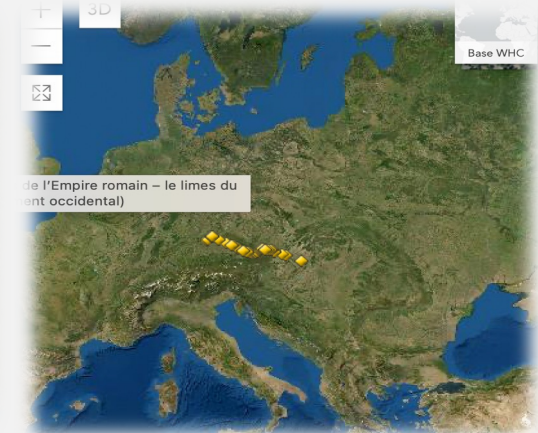 3D
Base WHC
de l'Empire romain – le limes du
ent occidental)